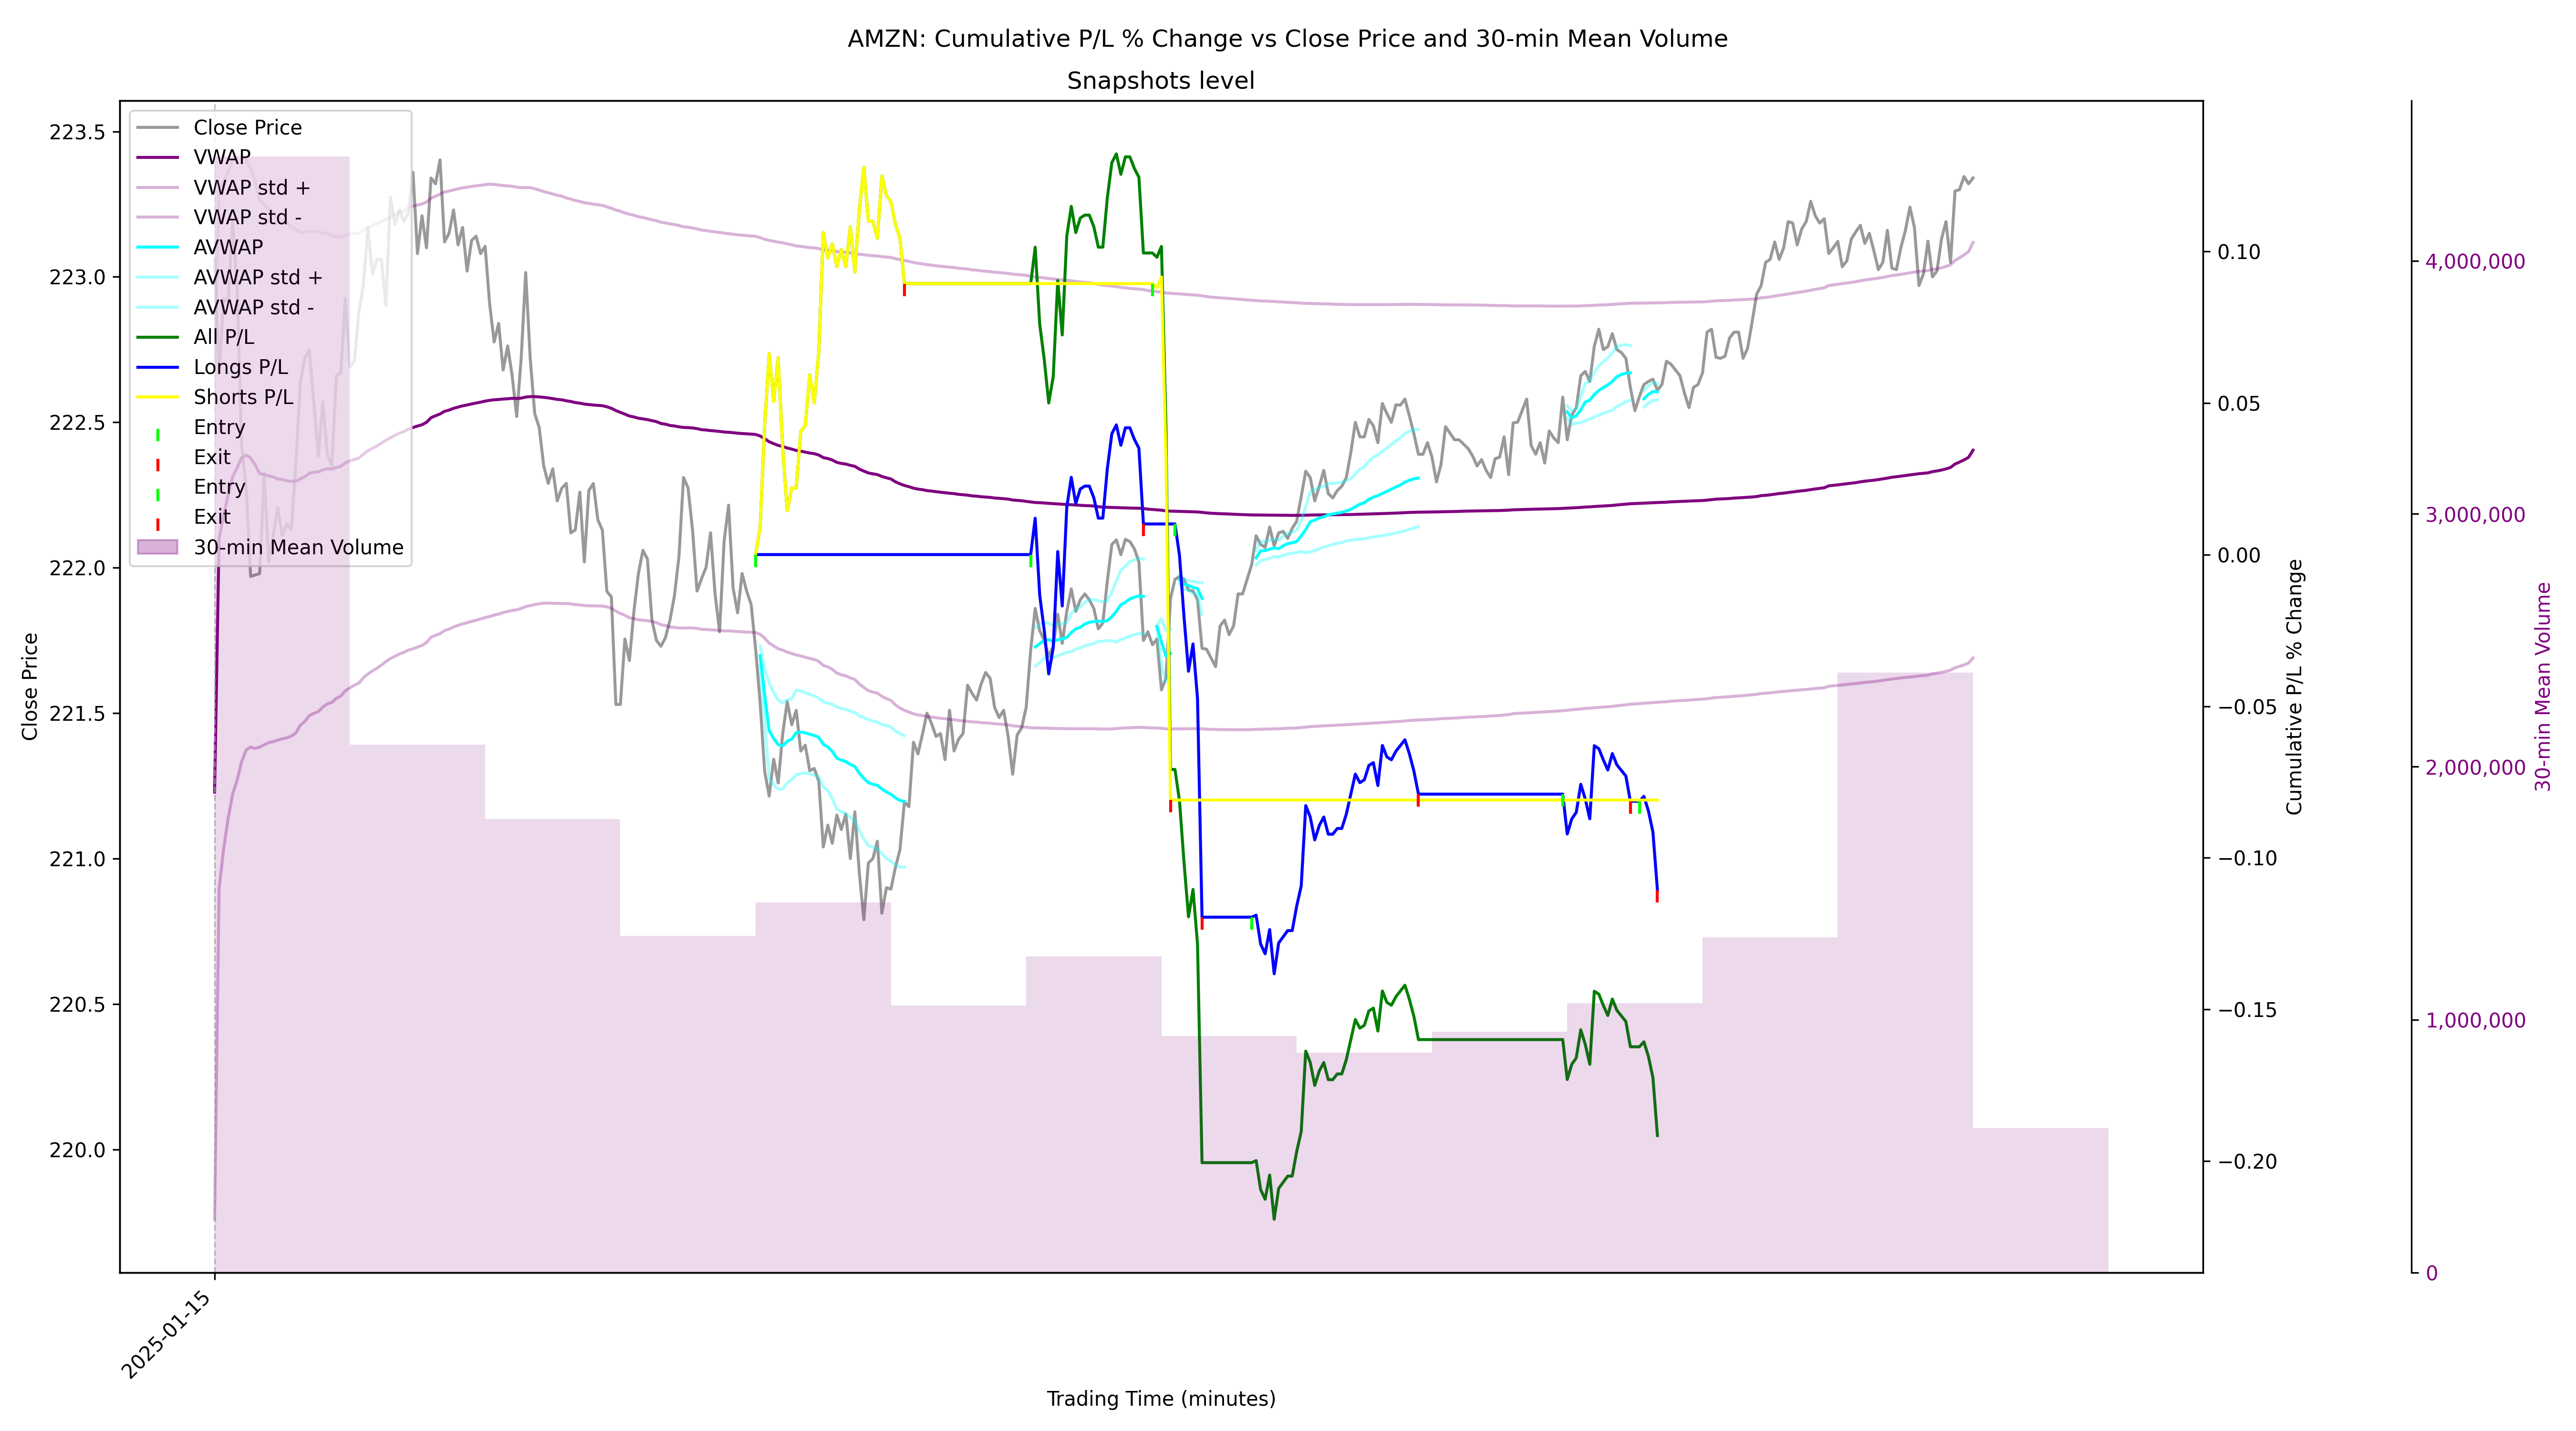 AMZN: Cumulative P/L % Change vs Close Price and 30-min Mean Volume
Snapshots level
Close Price
VWAP
VWAP std +
VWAP std -
AVWAP
AVWAP std +
AVWAP std -
All P/L
Longs P/L
Shorts P/L
Entry
Exit
Entry
Exit
30-min Mean Volume
223.5
223.0
222.5
222.0
221.5
221.0
220.5
220.0
Close Price
0.10
0.05
0.00
−0.05
−0.10
−0.15
−0.20
Cumulative P/L % Change
4,000,000
3,000,000
2,000,000
1,000,000
0
30-min Mean Volume
2025-01-15
Trading Time (minutes)